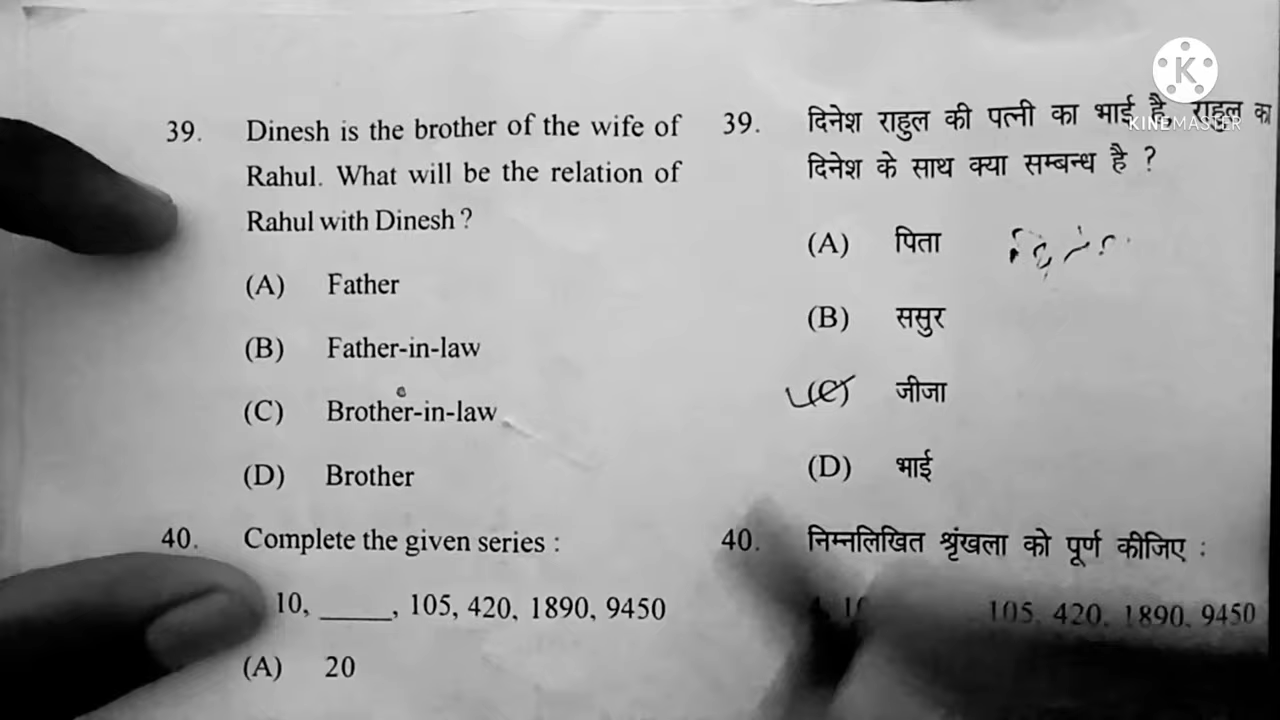 K
KINEMASTER
39. Dinesh is the brother of the wife of
Rahul. What will be the relation of
Rahul with Dinesh ?
(A) Father
(B) Father-in-law
(C) Brother-in-law
(D) Brother
40. Complete the given series :
10, _____, 105, 420, 1890, 9450
(A) 20
39. दिनेश राहुल की पत्नी का भाई है, राहुल का
दिनेश के साथ क्या सम्बन्ध है ?
(A) पिता
(B) ससुर
(C) जीजा
(D) भाई
40. निम्नलिखित श्रृंखला को पूर्ण कीजिए :
105, 420, 1890, 9450